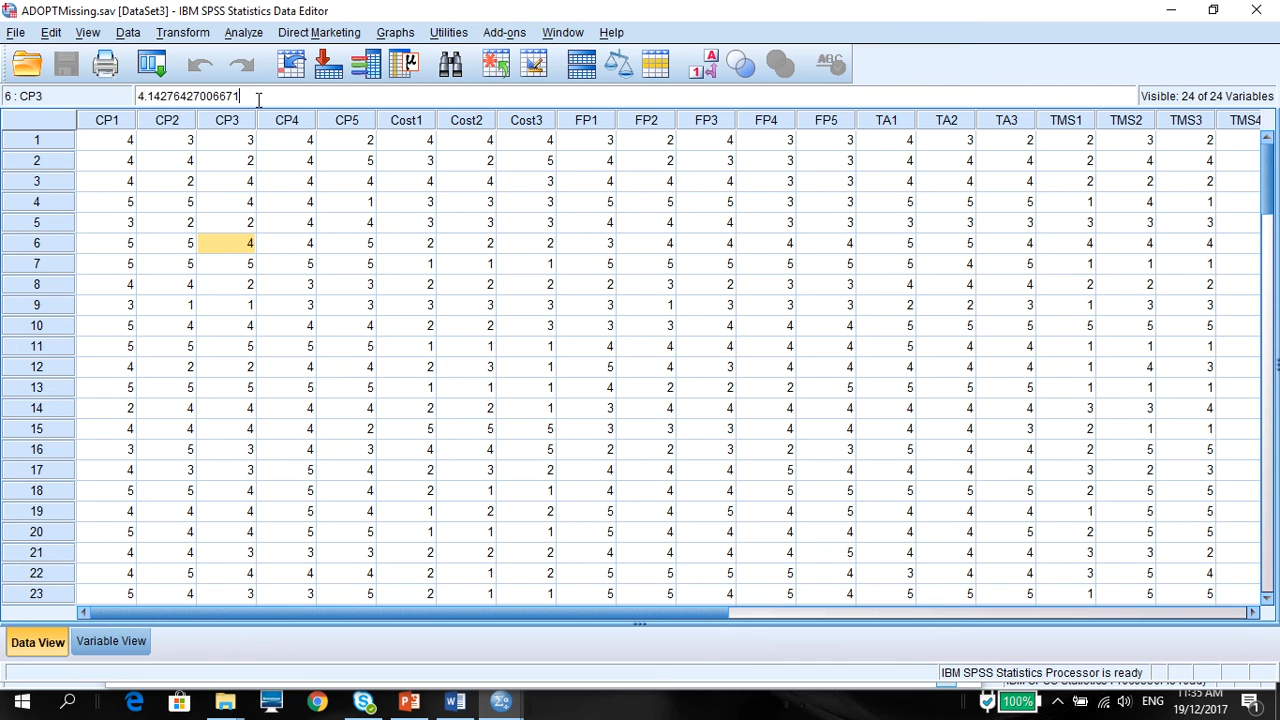 ADOPTMissing.sav [DataSet3] - IBM SPSS Statistics Data Editor
File Edit View Data Transform Analyze Direct Marketing Graphs Utilities Add-ons Window Help
6 : CP3 4.14276427006671 Visible: 24 of 24 Variables
CP1 CP2 CP3 CP4 CP5 Cost1 Cost2 Cost3 FP1 FP2 FP3 FP4 FP5 TA1 TA2 TA3 TMS1 TMS2 TMS3 TMS4
1 4 3 3 4 2 4 4 4 3 2 4 3 3 4 3 2 2 3 2
2 4 4 2 4 5 3 2 5 4 2 3 3 3 4 4 4 2 4 4
3 4 2 4 4 4 4 4 3 4 4 4 3 3 4 4 4 2 2 2
4 5 5 4 4 1 3 3 3 5 5 5 3 3 5 5 5 1 4 1
5 3 2 2 4 4 3 3 3 4 4 4 3 3 3 3 3 3 3 3
6 5 5 4 4 5 2 2 2 3 4 4 4 4 5 5 4 4 4 4
7 5 5 5 5 5 1 1 1 5 5 5 5 5 5 4 5 1 1 1
8 4 4 2 3 3 2 2 2 2 3 2 3 3 4 4 4 2 2 2
9 3 1 1 3 3 3 3 3 3 1 3 3 3 2 2 3 1 3 3
10 5 4 4 4 4 2 2 3 3 3 4 4 4 5 5 5 5 5 5
11 5 5 5 5 5 1 1 1 4 4 4 4 4 5 4 4 1 1 1
12 4 2 2 4 4 2 3 1 5 4 4 4 4 4 4 4 1 4 3
13 5 5 5 5 5 1 1 1 4 2 2 2 5 5 4 4 1 4 1
14 2 4 4 4 4 2 2 1 3 4 4 4 4 4 4 4 3 3 4
15 4 4 4 4 2 5 5 5 3 3 3 4 4 4 4 3 2 1 1
16 3 5 3 4 3 4 4 5 2 2 3 2 3 5 4 4 2 5 5
17 4 3 3 5 4 2 3 2 4 4 4 5 4 4 4 4 3 2 3
18 5 5 4 5 4 2 1 1 4 4 4 5 5 5 5 4 2 5 5
19 4 4 4 5 4 1 2 2 5 4 4 5 4 5 4 4 1 5 5
20 5 4 4 5 5 1 1 1 5 4 4 4 4 4 4 5 2 5 5
21 4 4 3 3 3 2 2 2 4 4 4 4 5 4 4 4 3 3 2
22 4 5 4 4 4 2 1 2 5 5 5 5 4 3 4 4 3 5 4
23 5 4 3 3 5 2 1 1 5 5 4 5 4 5 5 5 1 5 5
Data View Variable View
IBM SPSS Statistics Processor is ready
100% ENG 11:35 AM
19/12/2017